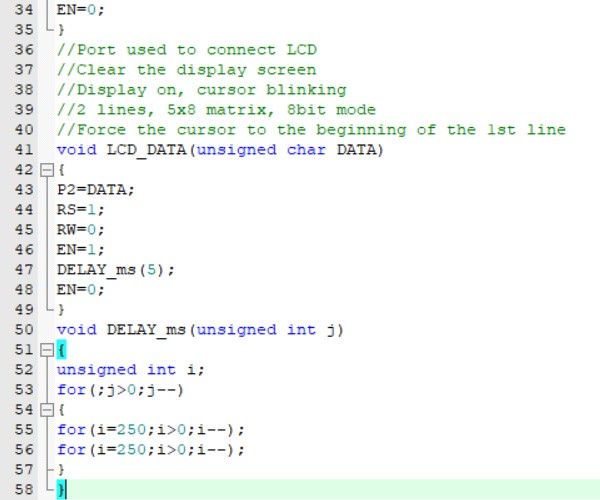 34 EN=0;
35 }
36 //Port used to connect LCD
37 //Clear the display screen
38 //Display on, cursor blinking
39 //2 lines, 5x8 matrix, 8bit mode
40 //Force the cursor to the beginning of the 1st line
41 void LCD_DATA(unsigned char DATA)
42 {
43 P2=DATA;
44 RS=1;
45 RW=0;
46 EN=1;
47 DELAY_ms(5);
48 EN=0;
49 }
50 void DELAY_ms(unsigned int j)
51 {
52 unsigned int i;
53 for(;j>0;j--)
54 {
55 for(i=250;i>0;i--);
56 for(i=250;i>0;i--);
57 }
58 }